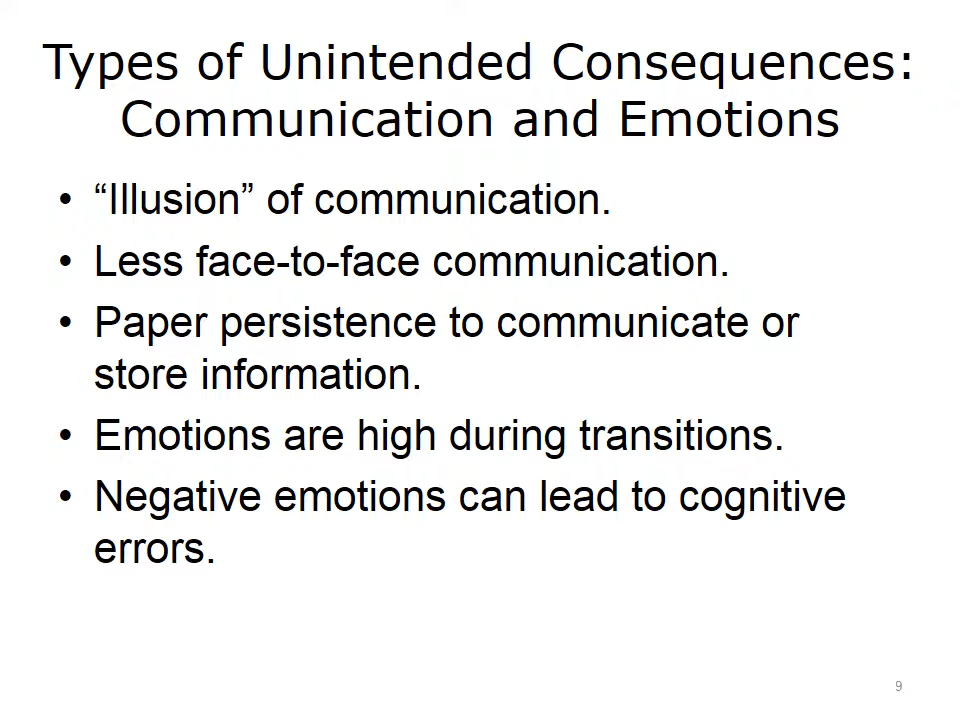 Types of Unintended Consequences:
Communication and Emotions
• “Illusion” of communication.
• Less face-to-face communication.
• Paper persistence to communicate or
store information.
• Emotions are high during transitions.
• Negative emotions can lead to cognitive
errors.
9